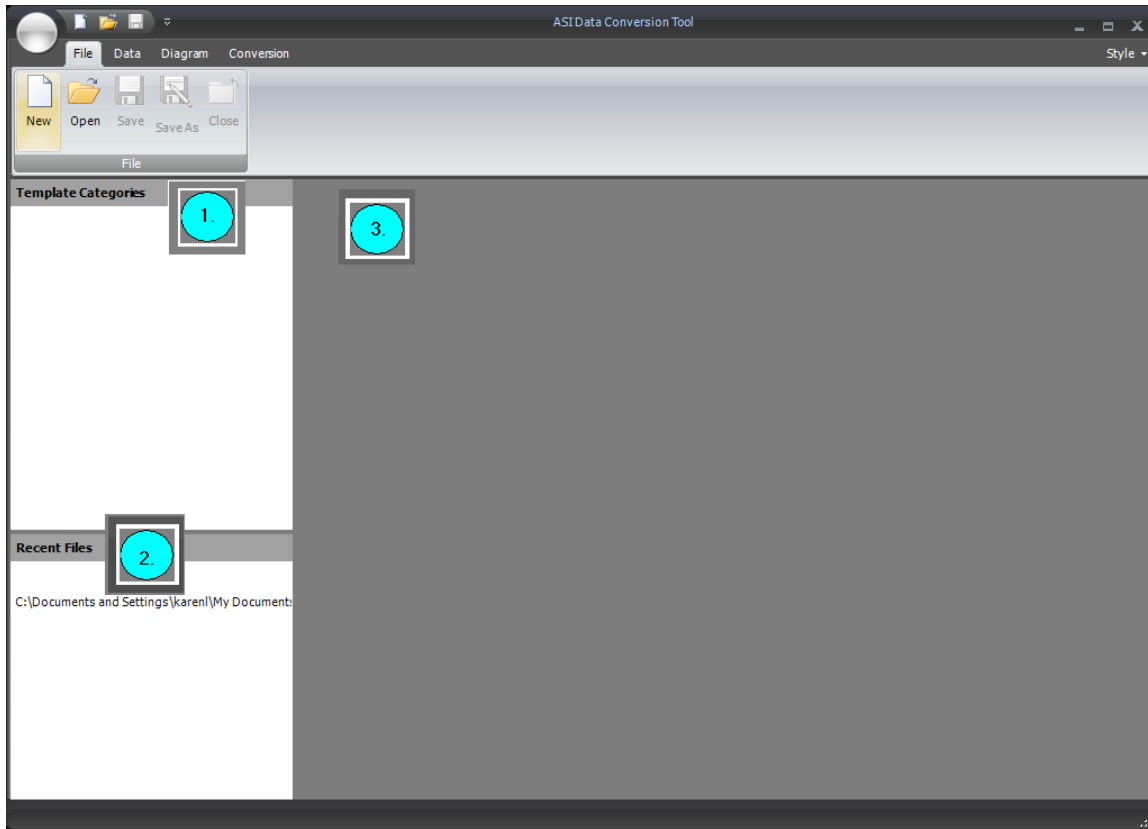 ASI Data Conversion Tool
File Data Diagram Conversion Style
New Open Save Save As Close
File
Template Categories
1.
3.
Recent Files
2.
C:\Documents and Settings\karenl\My Documents